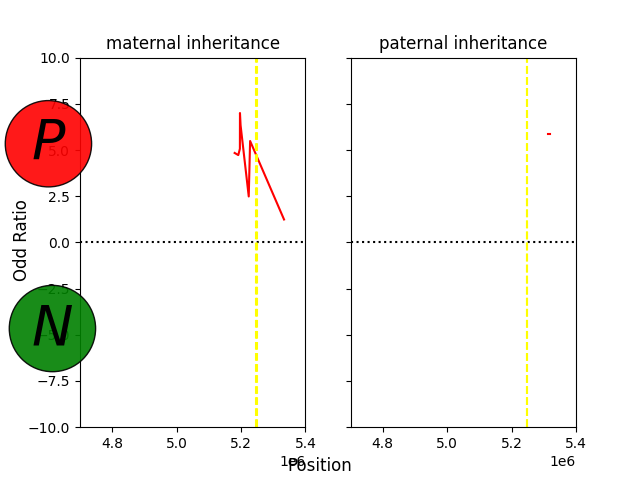 maternal inheritance paternal inheritance
10.0
7.5
P
5.0
2.5
Odd Ratio
0.0
−2.5
N
−5.0
−7.5
−10.0
4.8 5.0 5.2 5.4 4.8 5.0 5.2 5.4
1e6 Position 1e6